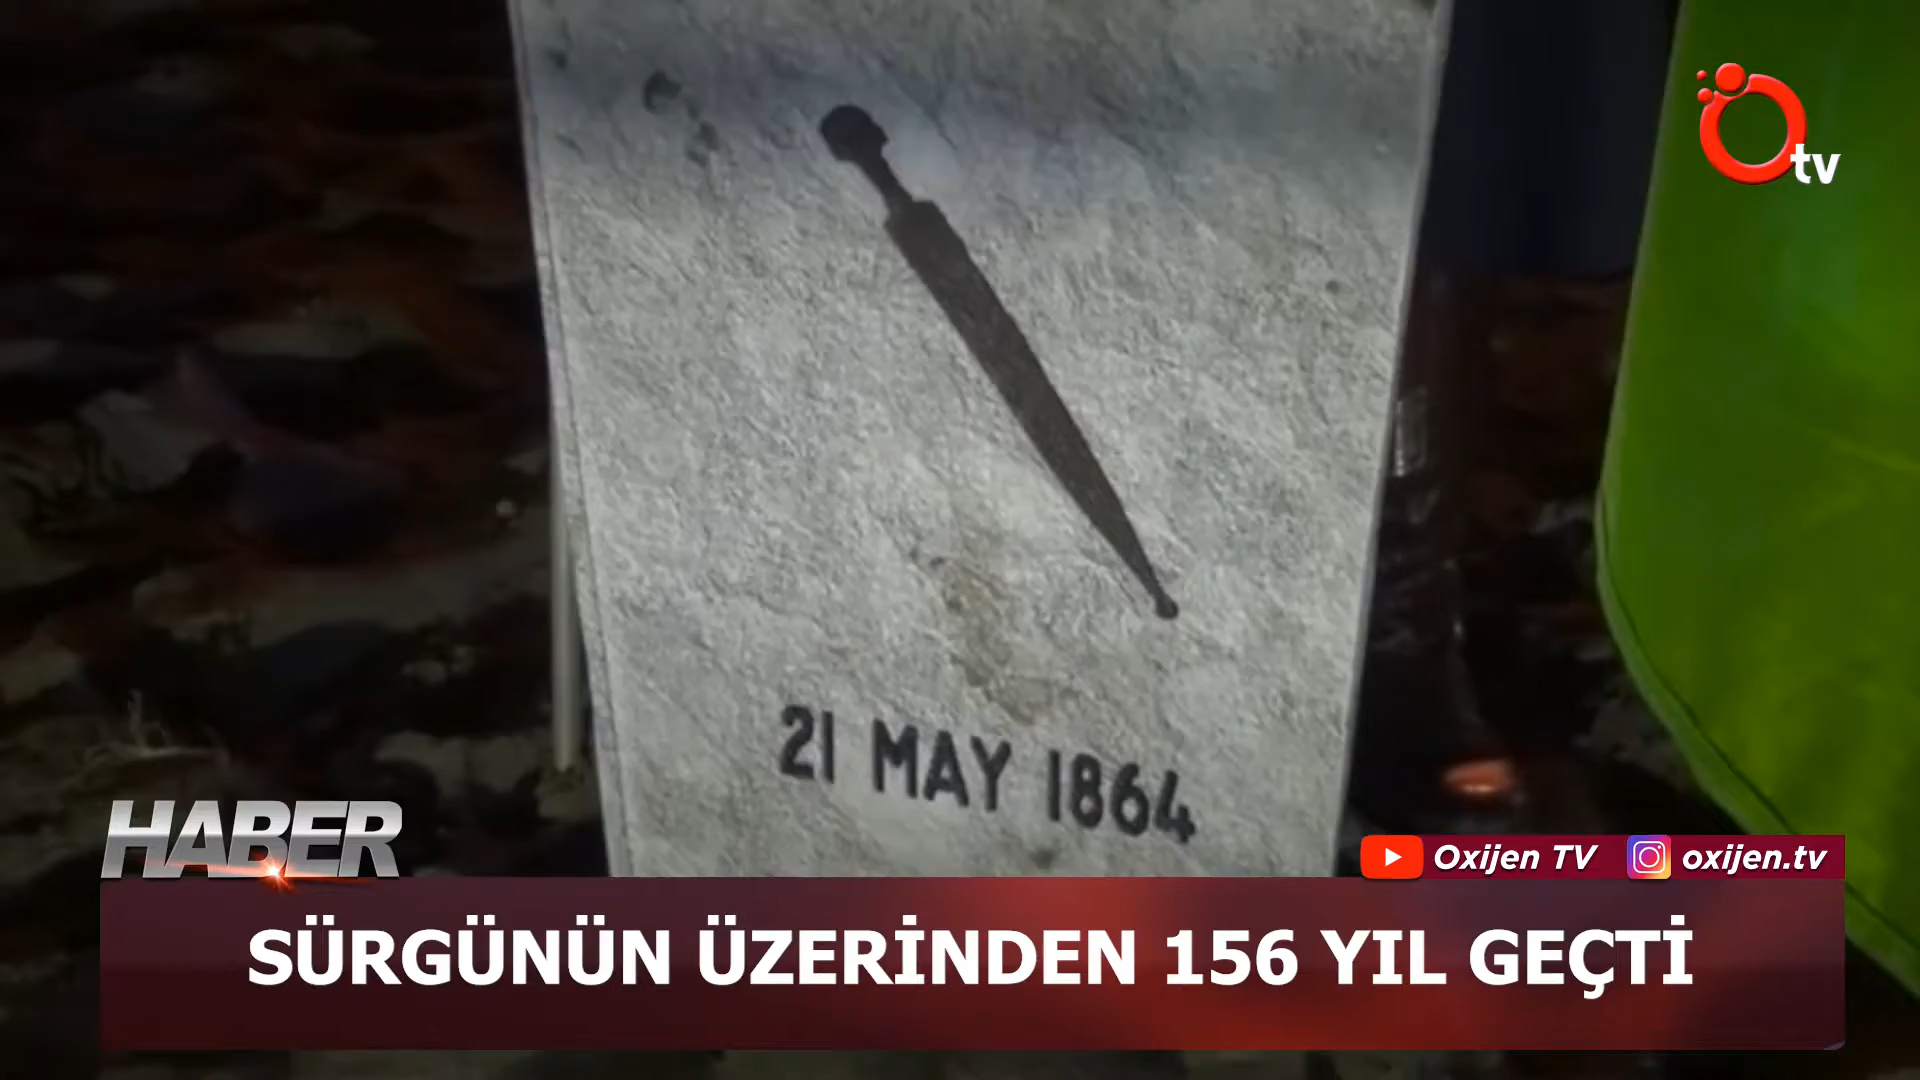 tv
21 MAY 1864
HABER
Oxijen TV oxijen.tv
SÜRGÜNÜN ÜZERİNDEN 156 YIL GEÇTİ